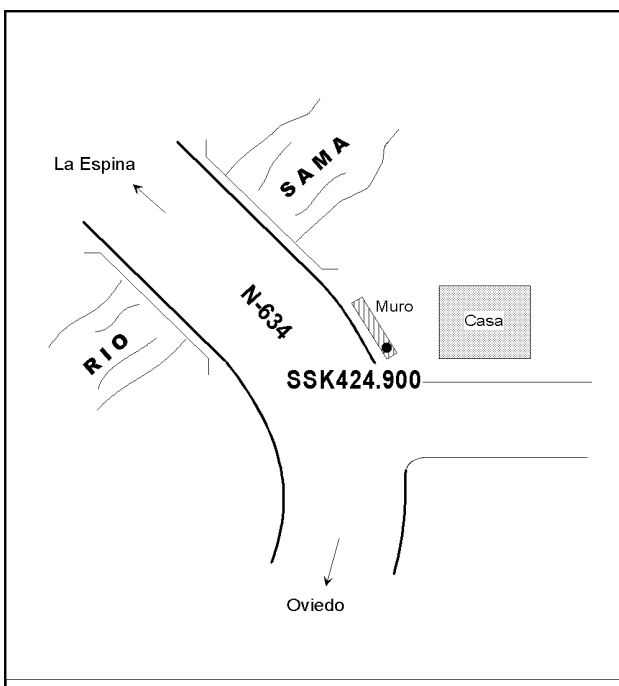 SAMA
La Espina
N-634
Muro
Casa
RIO
SSK424.900
Oviedo